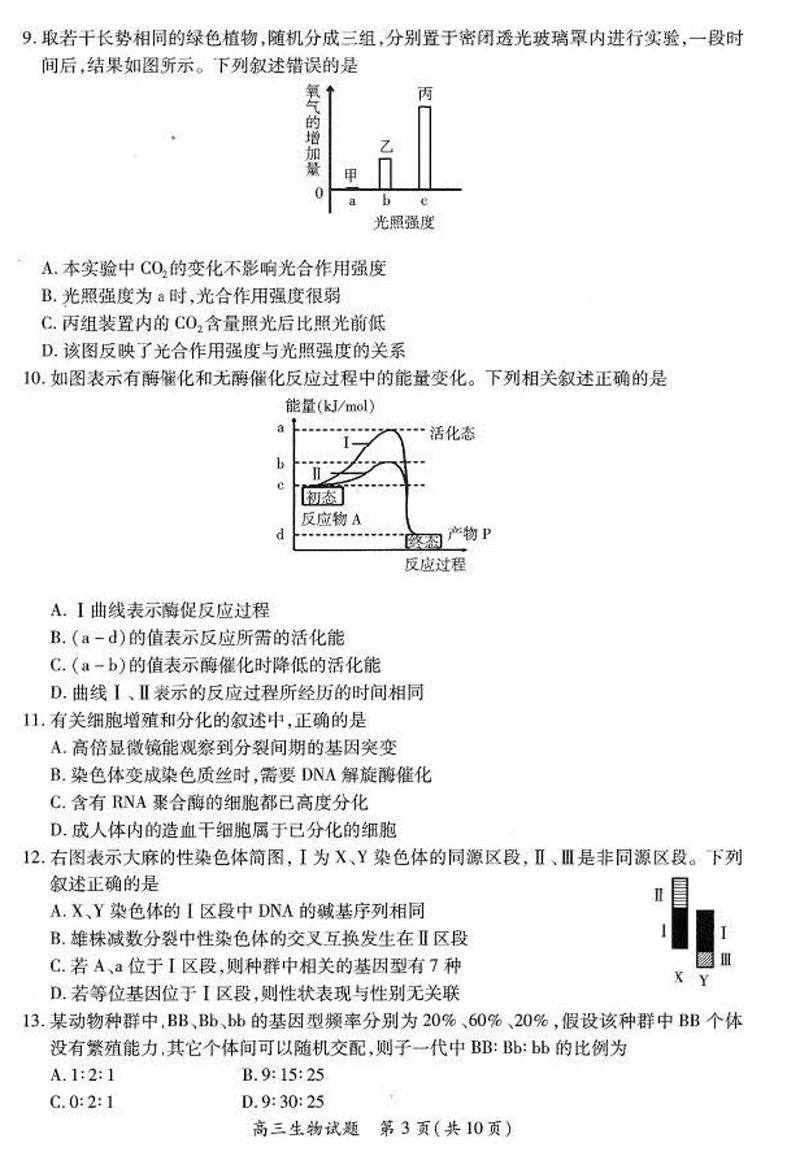 9. 取若干长势相同的绿色植物,随机分成三组,分别置于密闭透光玻璃罩内进行实验,一段时
间后,结果如图所示。下列叙述错误的是
氧气的增加量
丙
乙
甲
0
a b c
光照强度
A. 本实验中 CO₂的变化不影响光合作用强度
B. 光照强度为 a 时,光合作用强度很弱
C. 丙组装置内的 CO₂含量照光后比照光前低
D. 该图反映了光合作用强度与光照强度的关系
10. 如图表示有酶催化和无酶催化反应过程中的能量变化。下列相关叙述正确的是
能量(kJ/mol)
a
活化态
Ⅰ
b
Ⅱ
c
初态
反应物 A
d
终态
产物 P
反应过程
A. Ⅰ曲线表示酶促反应过程
B. (a-d)的值表示反应所需的活化能
C. (a-b)的值表示酶催化时降低的活化能
D. 曲线Ⅰ、Ⅱ表示的反应过程所经历的时间相同
11. 有关细胞增殖和分化的叙述中,正确的是
A. 高倍显微镜能观察到分裂间期的基因突变
B. 染色体变成染色质丝时,需要 DNA 解旋酶催化
C. 含有 RNA 聚合酶的细胞都已高度分化
D. 成人体内的造血干细胞属于已分化的细胞
12. 右图表示大麻的性染色体简图,Ⅰ为 X、Y 染色体的同源区段,Ⅱ、Ⅲ是非同源区段。下列
叙述正确的是
A. X、Y 染色体的Ⅰ区段中 DNA 的碱基序列相同
B. 雄株减数分裂中性染色体的交叉互换发生在Ⅱ区段
C. 若 A、a 位于Ⅰ区段,则种群中相关的基因型有 7 种
D. 若等位基因位于Ⅰ区段,则性状表现与性别无关联
Ⅱ
Ⅰ
Ⅰ
Ⅲ
X Y
13. 某动物种群中,BB、Bb、bb 的基因型频率分别为 20%、60%、20%,假设该种群中 BB 个体
没有繁殖能力,其它个体间可以随机交配,则子一代中 BB∶Bb∶bb 的比例为
A. 1∶2∶1 B. 9∶15∶25
C. 0∶2∶1 D. 9∶30∶25
高三生物试题 第 3 页(共 10 页)